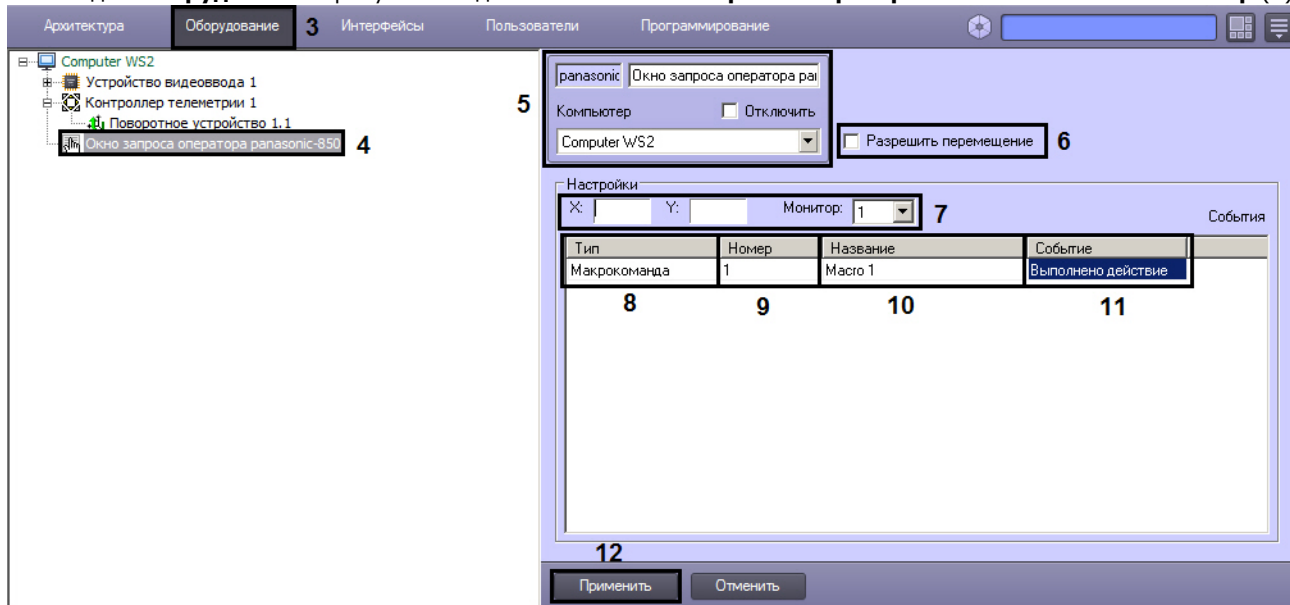 Архитектура Оборудование 3 Интерфейсы Пользователи Программирование
Computer WS2
Устройство видеоввода 1
Контроллер телеметрии 1
Поворотное устройство 1.1
Окно запроса оператора panasonic-850 4
5
panasonic Окно запроса оператора pa
Компьютер Отключить
Computer WS2
Разрешить перемещение 6
Настройки
X: Y: Монитор: 1 7
События
Тип Номер Название Событие
Макрокоманда 1 Macro 1 Выполнено действие
8 9 10 11
12
Применить Отменить